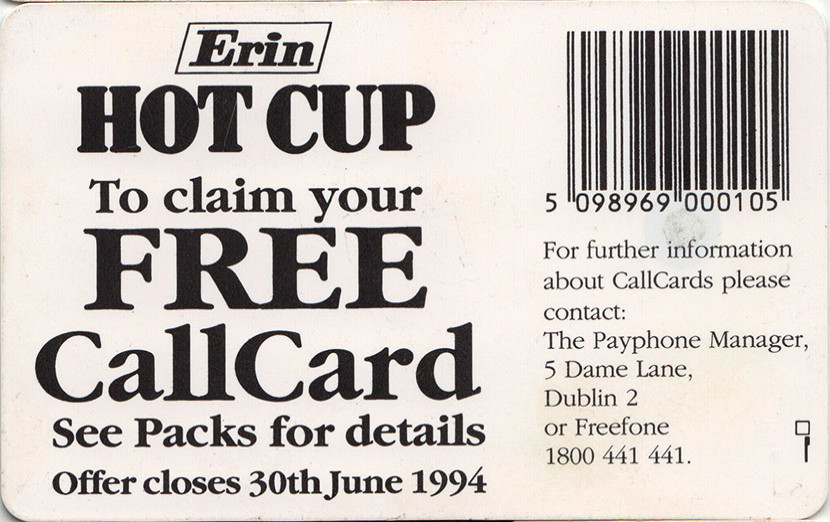 Erin
HOT CUP
To claim your
FREE
CallCard
See Packs for details
Offer closes 30th June 1994
5 098969 000105
For further information
about CallCards please
contact:
The Payphone Manager,
5 Dame Lane,
Dublin 2
or Freefone
1800 441 441.